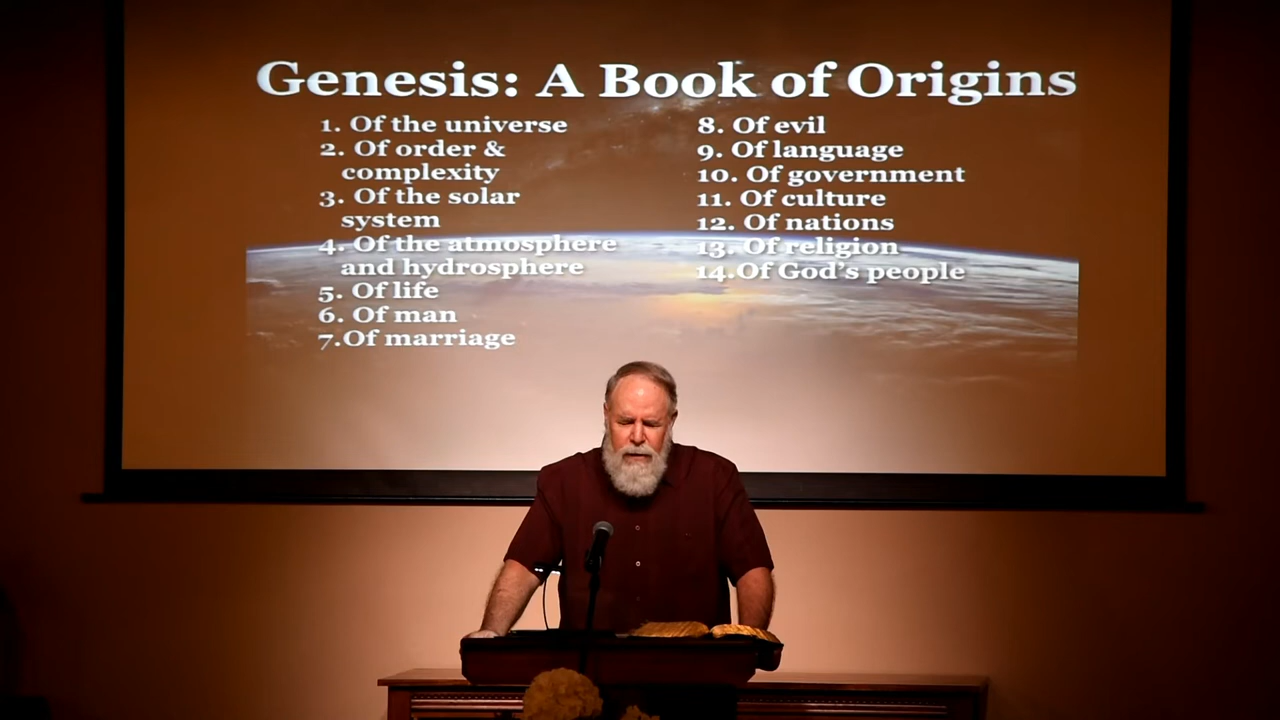 Genesis: A Book of Origins
1. Of the universe
2. Of order &
complexity
3. Of the solar
system
4. Of the atmosphere
and hydrosphere
5. Of life
6. Of man
7.Of marriage
8. Of evil
9. Of language
10. Of government
11. Of culture
12. Of nations
13. Of religion
14.Of God's people